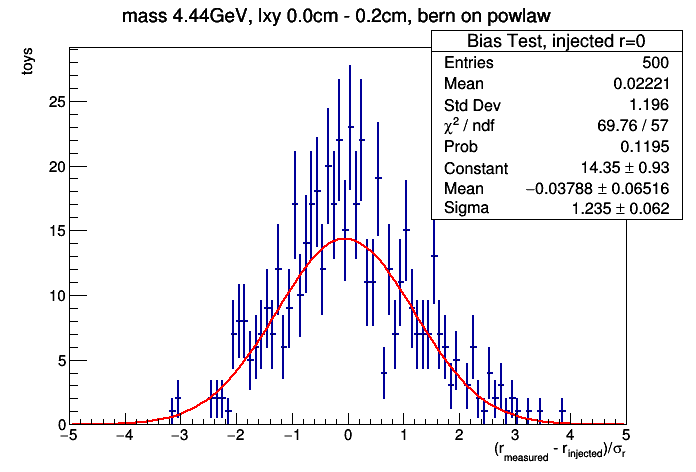 mass 4.44GeV, lxy 0.0cm - 0.2cm, bern on powlaw
Bias Test, injected r=0
Entries 500
Mean 0.02221
Std Dev 1.196
χ² / ndf 69.76 / 57
Prob 0.1195
Constant 14.35 ± 0.93
Mean −0.03788 ± 0.06516
Sigma 1.235 ± 0.062
toys
25
20
15
10
5
0
−5 −4 −3 −2 −1 0 1 2 3 4 5
(r_measured - r_injected)/σ_r